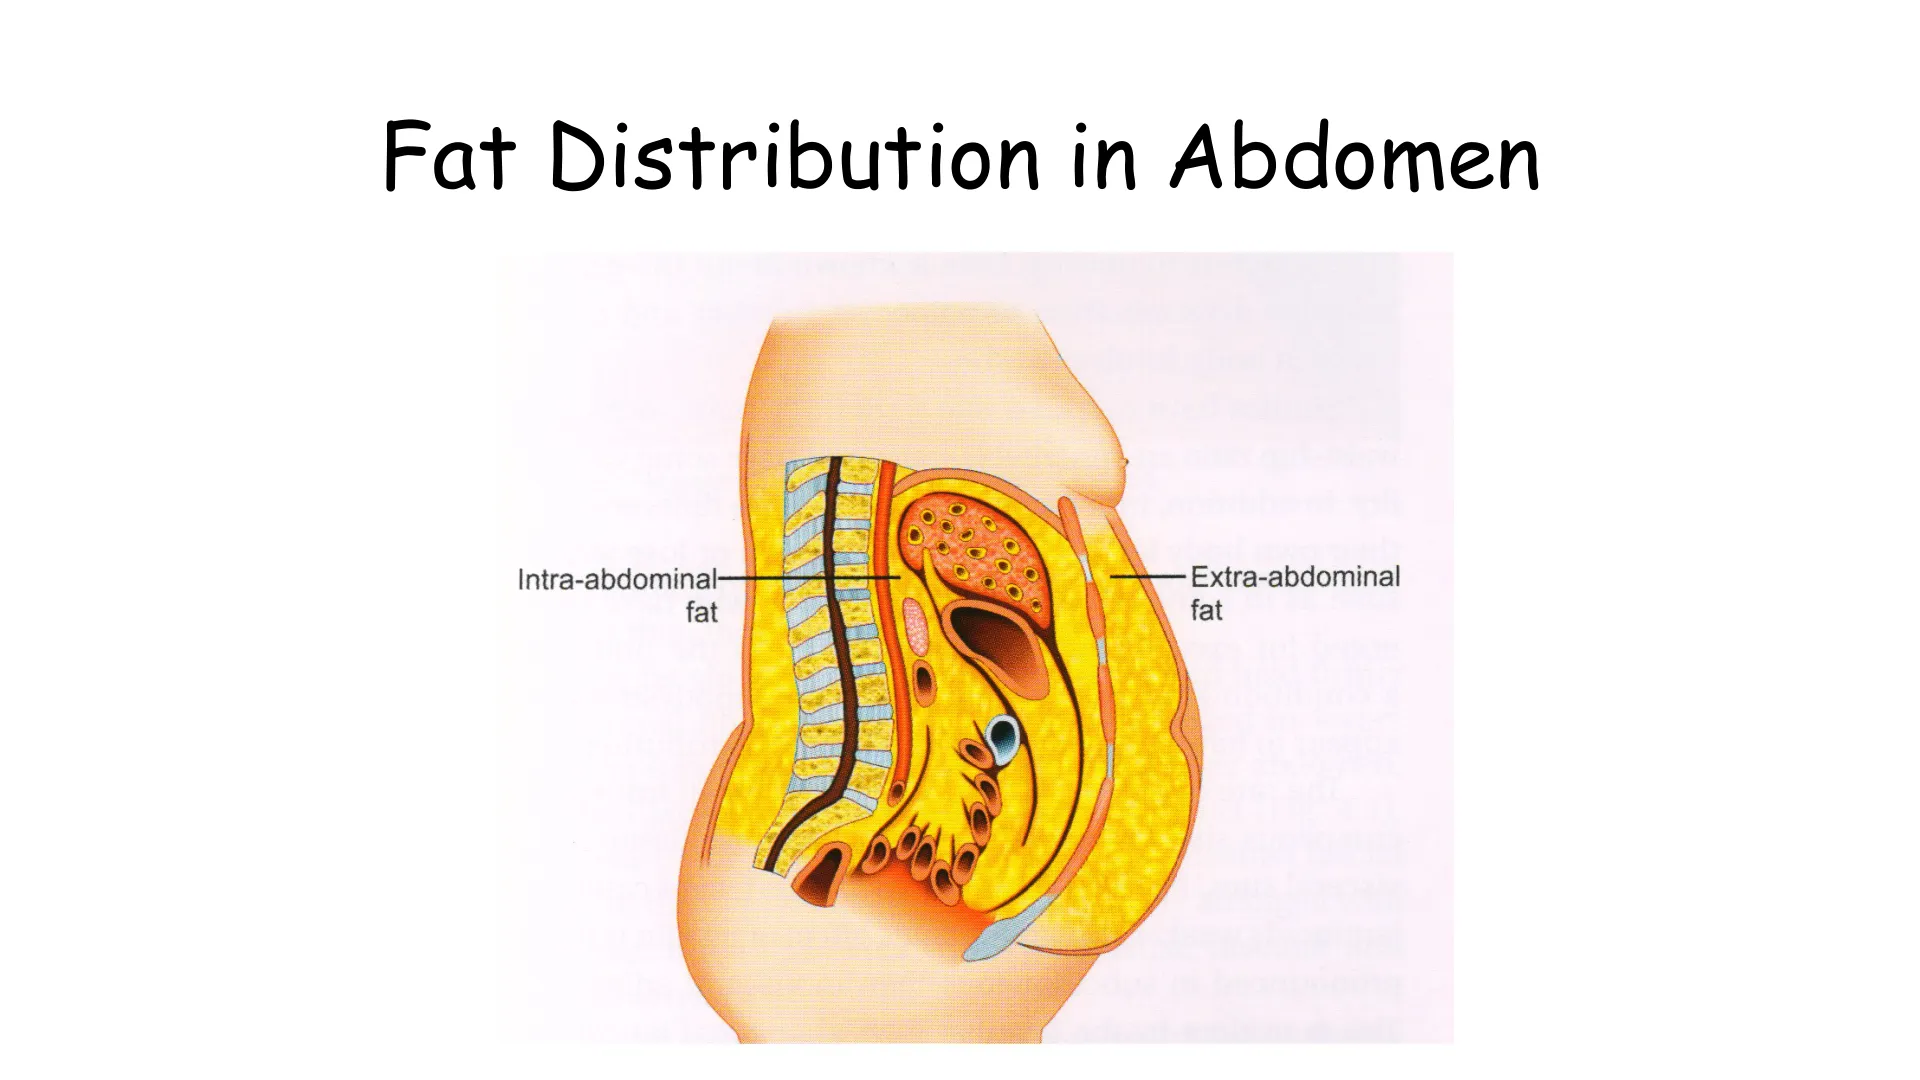 Fat Distribution in Abdomen
Intra-abdominal
fat
Extra-abdominal
fat